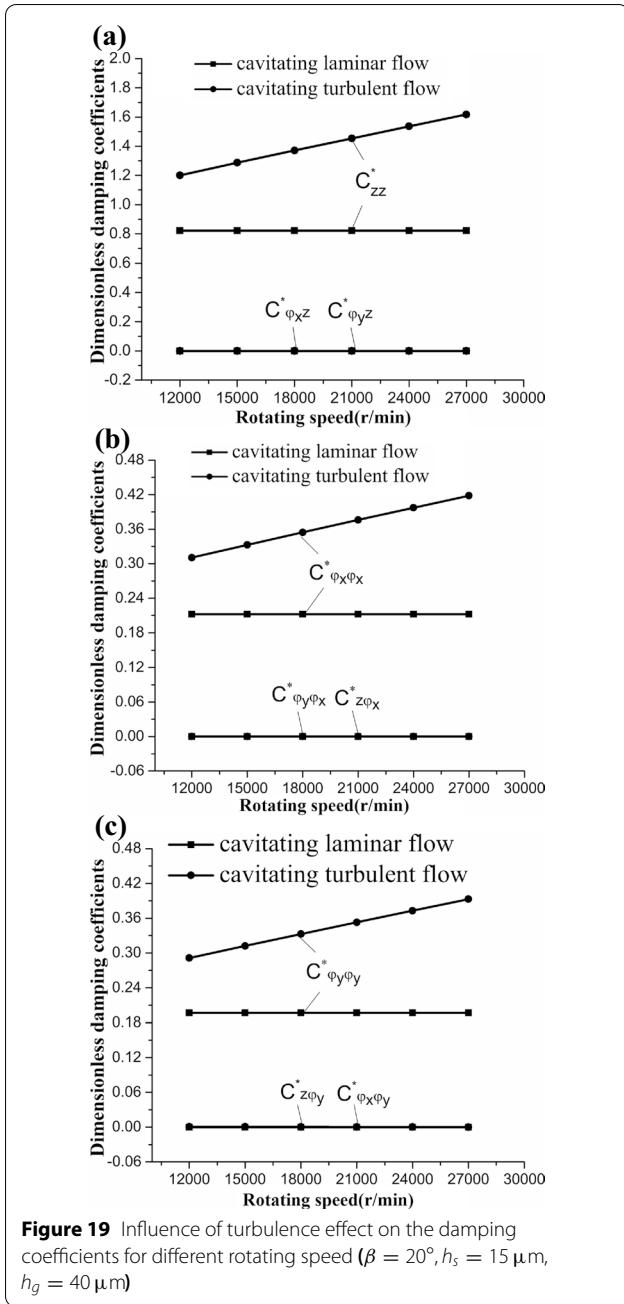 (a)
cavitating laminar flow
cavitating turbulent flow
Dimensionless damping coefficients
2.0
1.8
1.6
1.4
1.2
1.0
0.8
0.6
0.4
0.2
0.0
-0.2
C*zz
C*φxz C*φyz
12000 15000 18000 21000 24000 27000 30000
Rotating speed(r/min)
(b)
cavitating laminar flow
cavitating turbulent flow
Dimensionless damping coefficients
0.48
0.42
0.36
0.30
0.24
0.18
0.12
0.06
0.00
-0.06
C*φxφx
C*φyφx C*zφx
12000 15000 18000 21000 24000 27000 30000
Rotating speed(r/min)
(c)
cavitating laminar flow
cavitating turbulent flow
Dimensionless damping coefficients
0.48
0.42
0.36
0.30
0.24
0.18
0.12
0.06
0.00
-0.06
C*φyφy
C*zφy C*φxφy
12000 15000 18000 21000 24000 27000 30000
Rotating speed(r/min)
Figure 19 Influence of turbulence effect on the damping
coefficients for different rotating speed (β = 20°, hs = 15 μm,
hg = 40 μm)